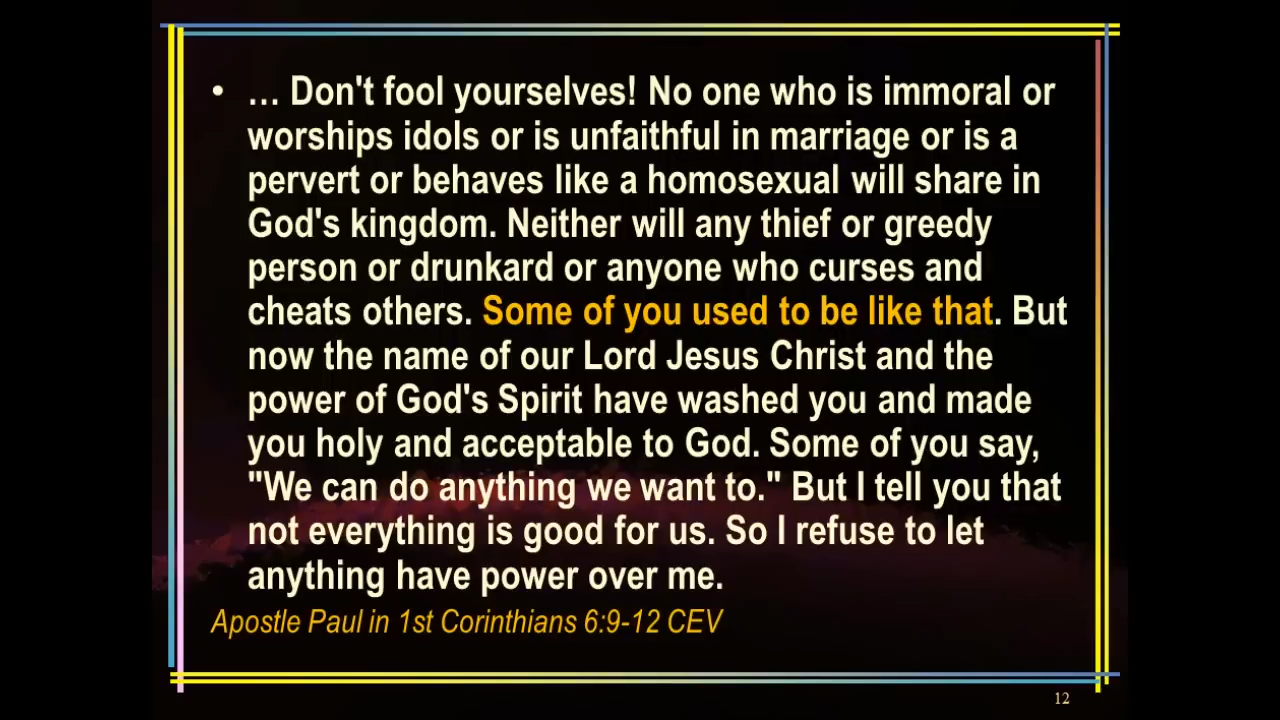 • … Don't fool yourselves! No one who is immoral or
worships idols or is unfaithful in marriage or is a
pervert or behaves like a homosexual will share in
God's kingdom. Neither will any thief or greedy
person or drunkard or anyone who curses and
cheats others. Some of you used to be like that. But
now the name of our Lord Jesus Christ and the
power of God's Spirit have washed you and made
you holy and acceptable to God. Some of you say,
"We can do anything we want to." But I tell you that
not everything is good for us. So I refuse to let
anything have power over me.
Apostle Paul in 1st Corinthians 6:9-12 CEV
12